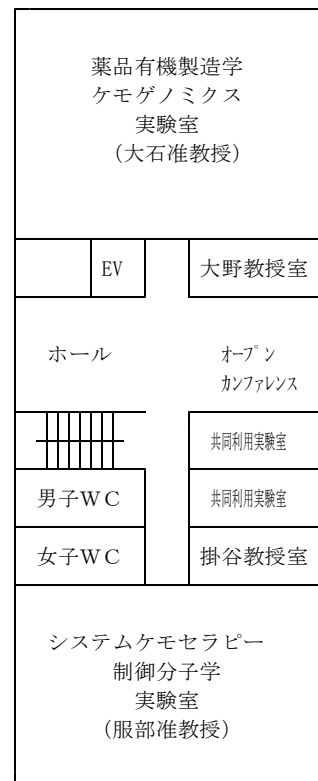 薬品有機製造学
ケモゲノミクス
実験室
(大石准教授)
EV
大野教授室
ホール
オープン
カンファレンス
共同利用実験室
男子WC
共同利用実験室
女子WC
掛谷教授室
システムケモセラピー
制御分子学
実験室
(服部准教授)